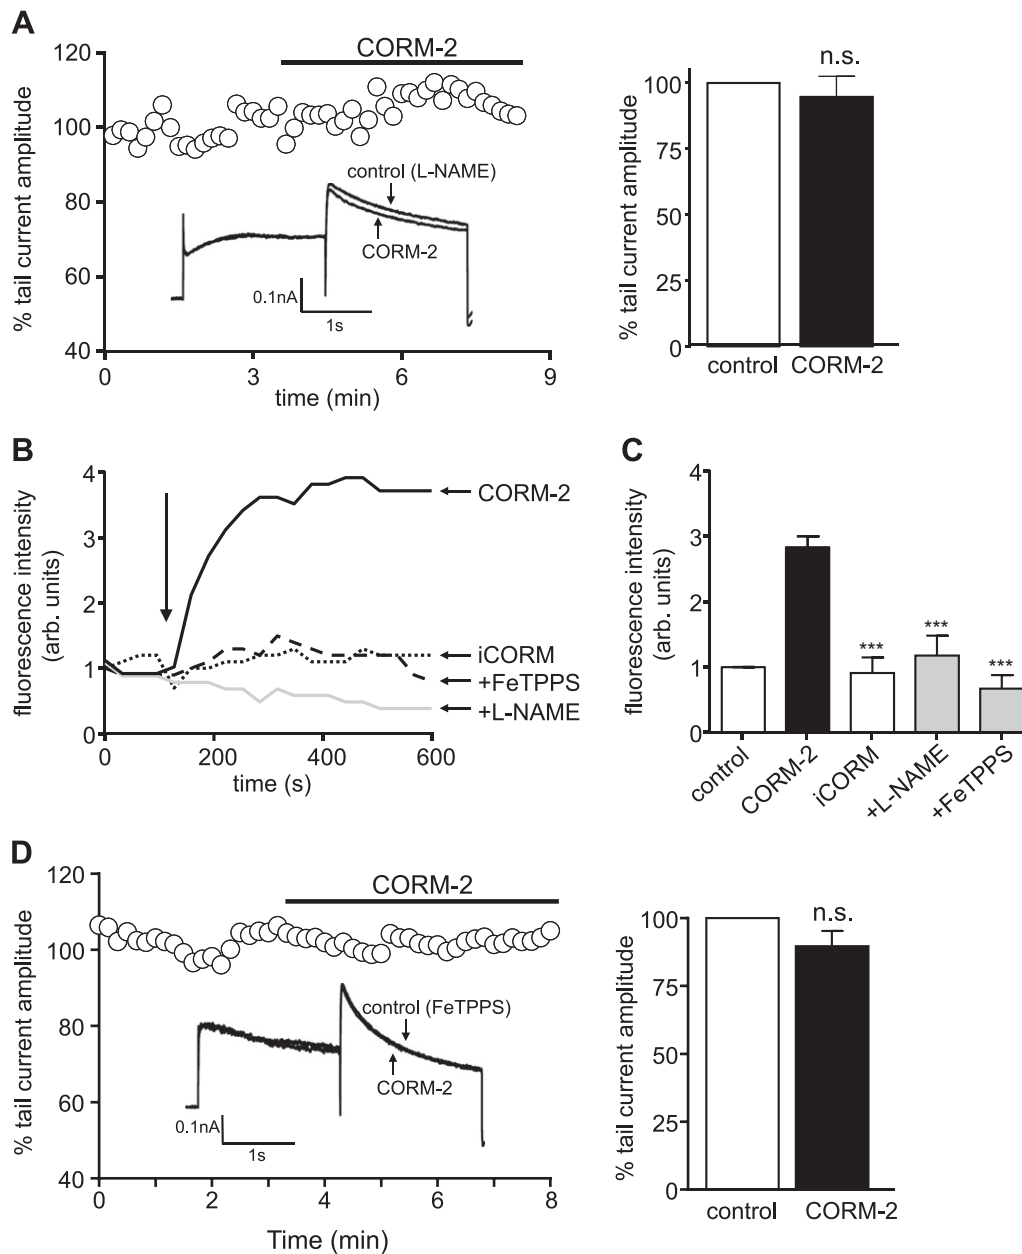 A
CORM-2
120
100
80
60
40
% tail current amplitude
control (L-NAME)
CORM-2
0.1nA
1s
0
3
6
9
time (min)
n.s.
100
75
50
25
0
% tail current amplitude
control
CORM-2
B
4
3
2
1
0
fluorescence intensity
(arb. units)
CORM-2
iCORM
+FeTPPS
+L-NAME
0
200
400
600
time (s)
C
4
3
2
1
0
fluorescence intensity
(arb. units)
***
***
***
control
CORM-2
iCORM
+L-NAME
+FeTPPS
D
CORM-2
120
100
80
60
40
% tail current amplitude
control (FeTPPS)
CORM-2
0.1nA
1s
0
2
4
6
8
Time (min)
n.s.
100
75
50
25
0
% tail current amplitude
control
CORM-2